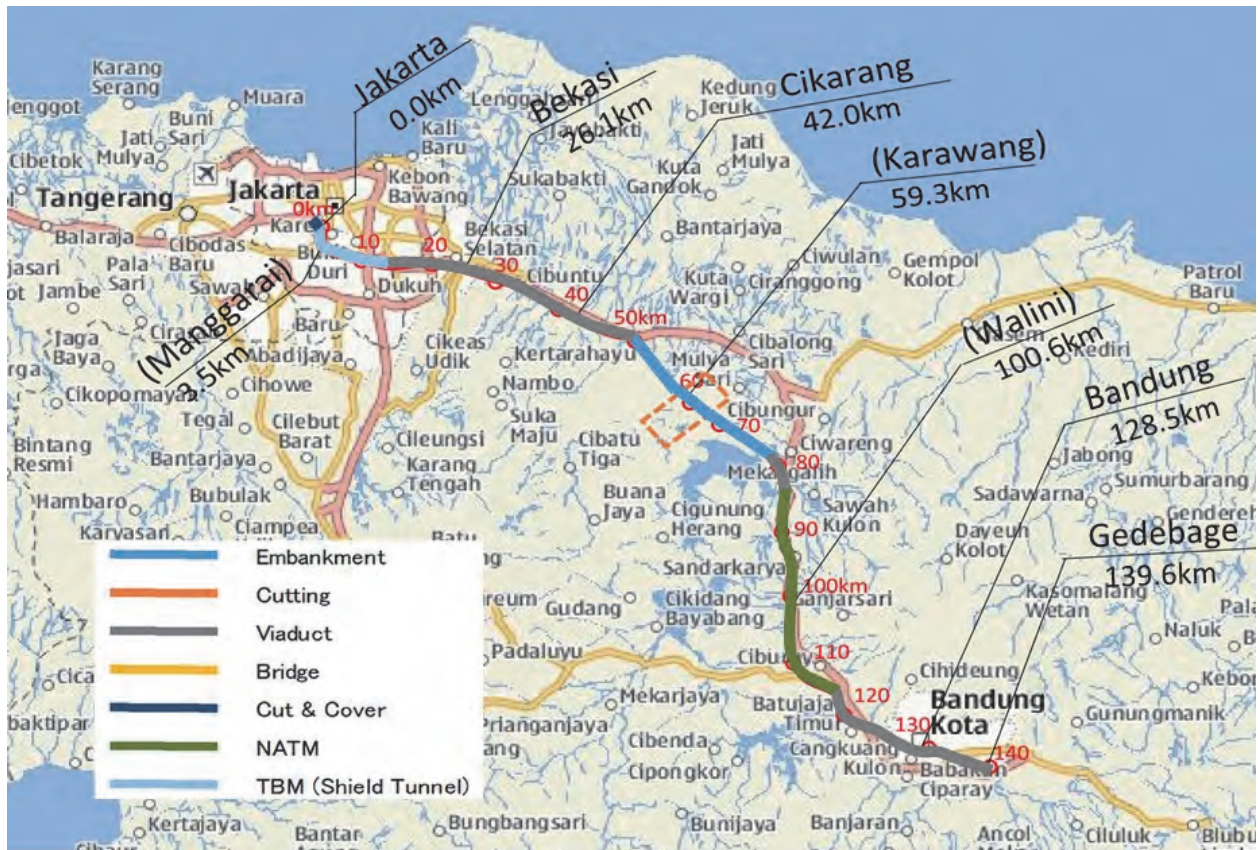 Karang
Serang
Muara
lenggot
Buni
Sari
Jati
Mulya
Cibetok
Tangerang
Jakarta
Balaraja
Cibodas
Baru
Jambe
Jaga
Baya
Cikopomaya
Bintang
Resmi
Hambaro
Karyasari
Kali
Baru
Kebon
Bawang
Jakarta
0.0km
Bekasi
26.1km
Cikarang
42.0km
(Karawang)
59.3km
(Walini)
100.6km
Bandung
128.5km
Gedebage
139.6km
(Manggatai)
3.5km
0km
10
20
30
40
50km
60
70
80
90
100km
110
120
130
140
Sukabakti
Kedung
Jeruk
Jati
Mulya
Kuta
Gandok
Bantarjaya
Bekasi
Selatan
Cibuntu
Kuta
Wargi
Ciwulan
Ciranggong
Gempol
Kolot
Patrol
Baru
Duri
Dukuh
Baru
Abadijaya
Cihowe
Tegal
Cilebut
Barat
Bantarjaya
Bubulak
Ciampea
Cikeas
Udik
Kertarahayu
Nambo
Suka
Maju
Cileungsi
Karang
Tengah
Cibatu
Tiga
Mulya
Sari
Cibalong
Sari
Cibungur
Ciwareng
Mekargalih
Buana
Jaya
Cigunung
Herang
Sawah
Kulon
Kediri
Jabong
Sadawarna
Sumurbarang
Dayeuh
Kolot
Sandarkarya
Cikidang
Bayabang
Ganjarsari
Gudang
Padaluyu
Mekarjaya
Kasomalang
Wetan
Naluk
Cihideung
Bandung
Kota
Gunungmanik
Batujaja
Timur
Cangkuang
Kulon
Babakan
Ciparay
Cibenda
Cipongkor
Embankment
Cutting
Viaduct
Bridge
Cut & Cover
NATM
TBM (Shield Tunnel)
Kertajaya
Bantar
Bungbangsari
Bunijaya
Banjaran
Ancol
Ciluluk